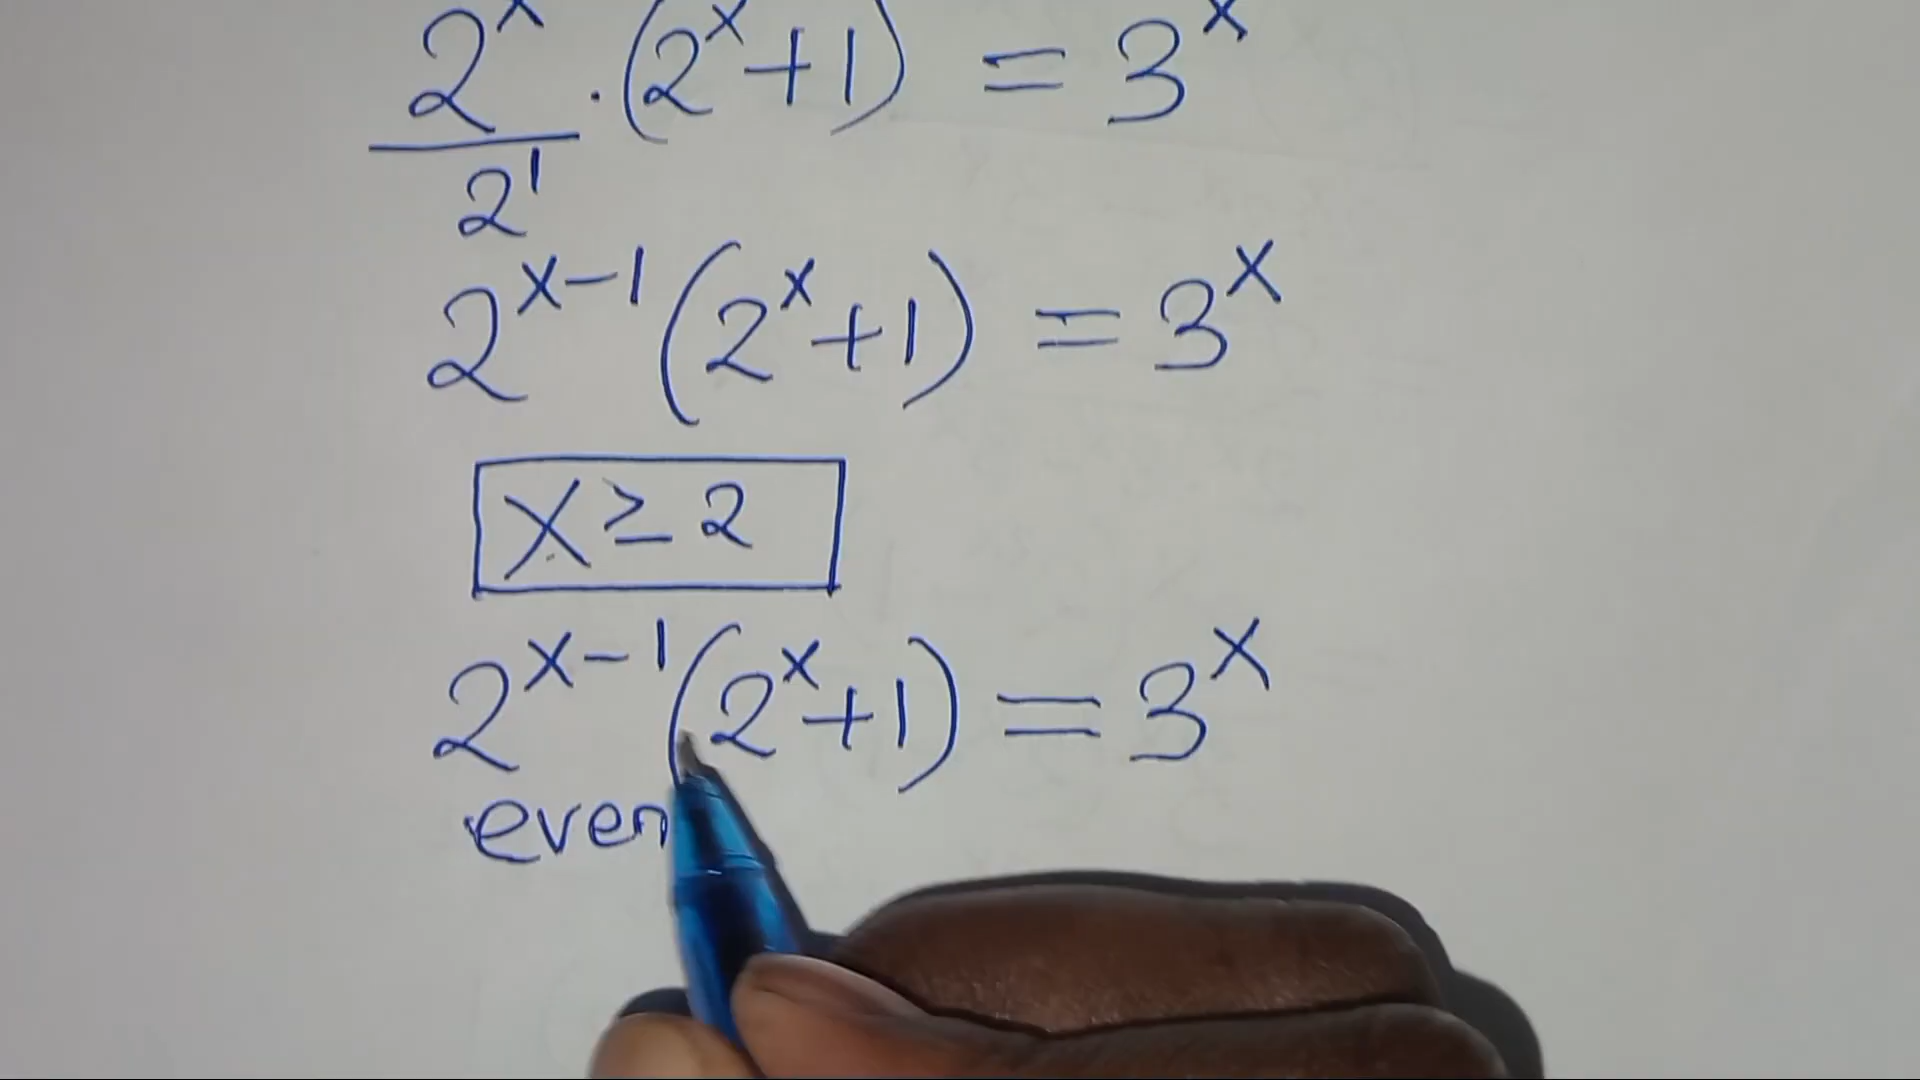 2^x/2^1 · (2^x+1) = 3^x
2^{x-1}(2^x+1) = 3^x
x ≥ 2
2^{x-1}(2^x+1) = 3^x
even